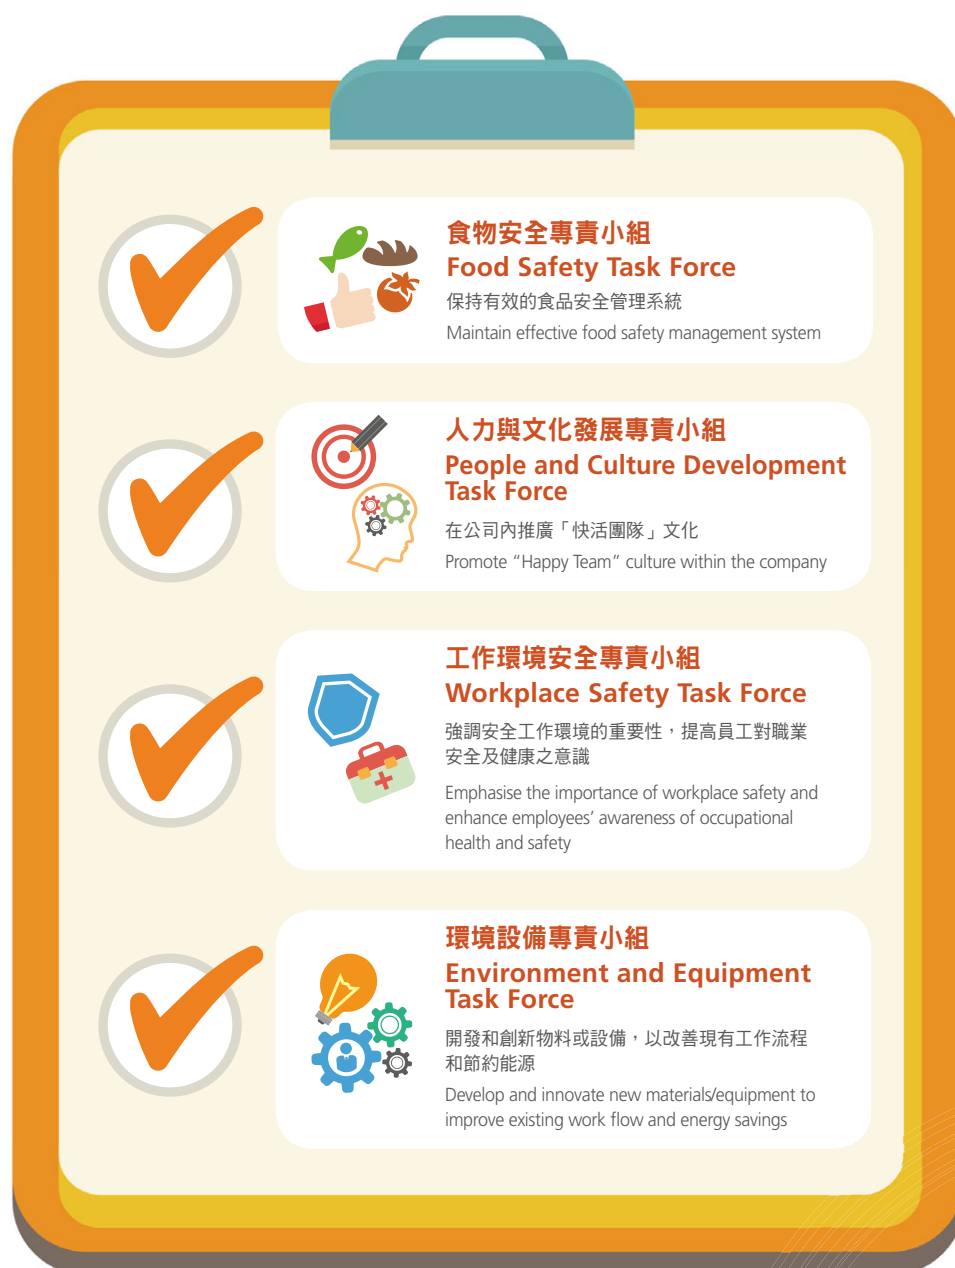 食物安全專責小組
Food Safety Task Force
保持有效的食品安全管理系統
Maintain effective food safety management system
人力與文化發展專責小組
People and Culture Development
Task Force
在公司內推廣「快活團隊」文化
Promote “Happy Team” culture within the company
工作環境安全專責小組
Workplace Safety Task Force
強調安全工作環境的重要性，提高員工對職業
安全及健康之意識
Emphasise the importance of workplace safety and
enhance employees’ awareness of occupational
health and safety
環境設備專責小組
Environment and Equipment
Task Force
開發和創新物料或設備，以改善現有工作流程
和節約能源
Develop and innovate new materials/equipment to
improve existing work flow and energy savings